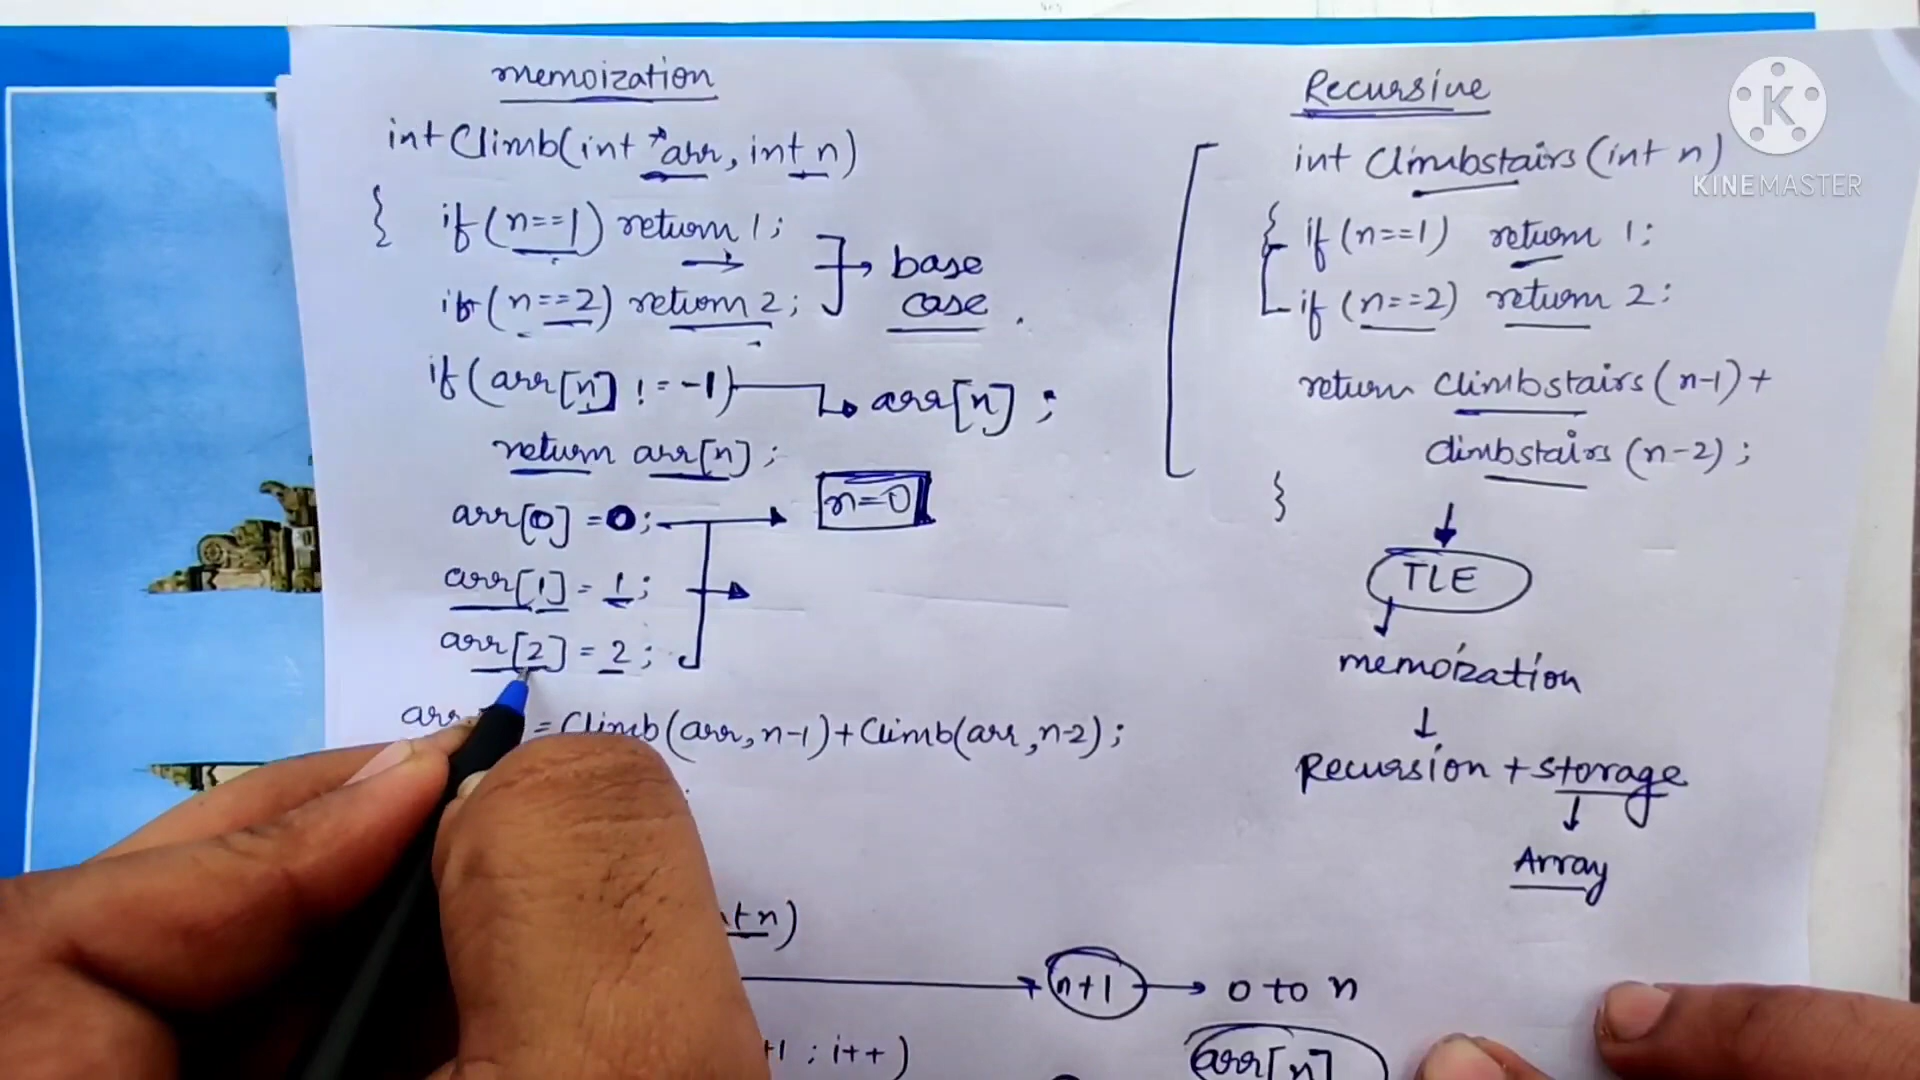 memoization
int Climb(int *arr, int n)
{ if (n==1) return 1;
if (n==2) return 2;
base
case
if (arr[n] != -1) arr[n] ;
return arr[n] ;
arr[0] = 0;
n=0
arr[1] = 1;
arr[2] = 2;
= Climb(arr, n-1) + Climb(arr, n-2);
n)
n+1 0 to n
; i++)
arr[n]
Recursive
int Climbstairs (int n)
{ if (n==1) return 1;
if (n==2) return 2;
return Climbstairs (n-1) +
Climbstairs (n-2) ;
}
TLE
memoization
Recursion + storage
Array
KINEMASTER